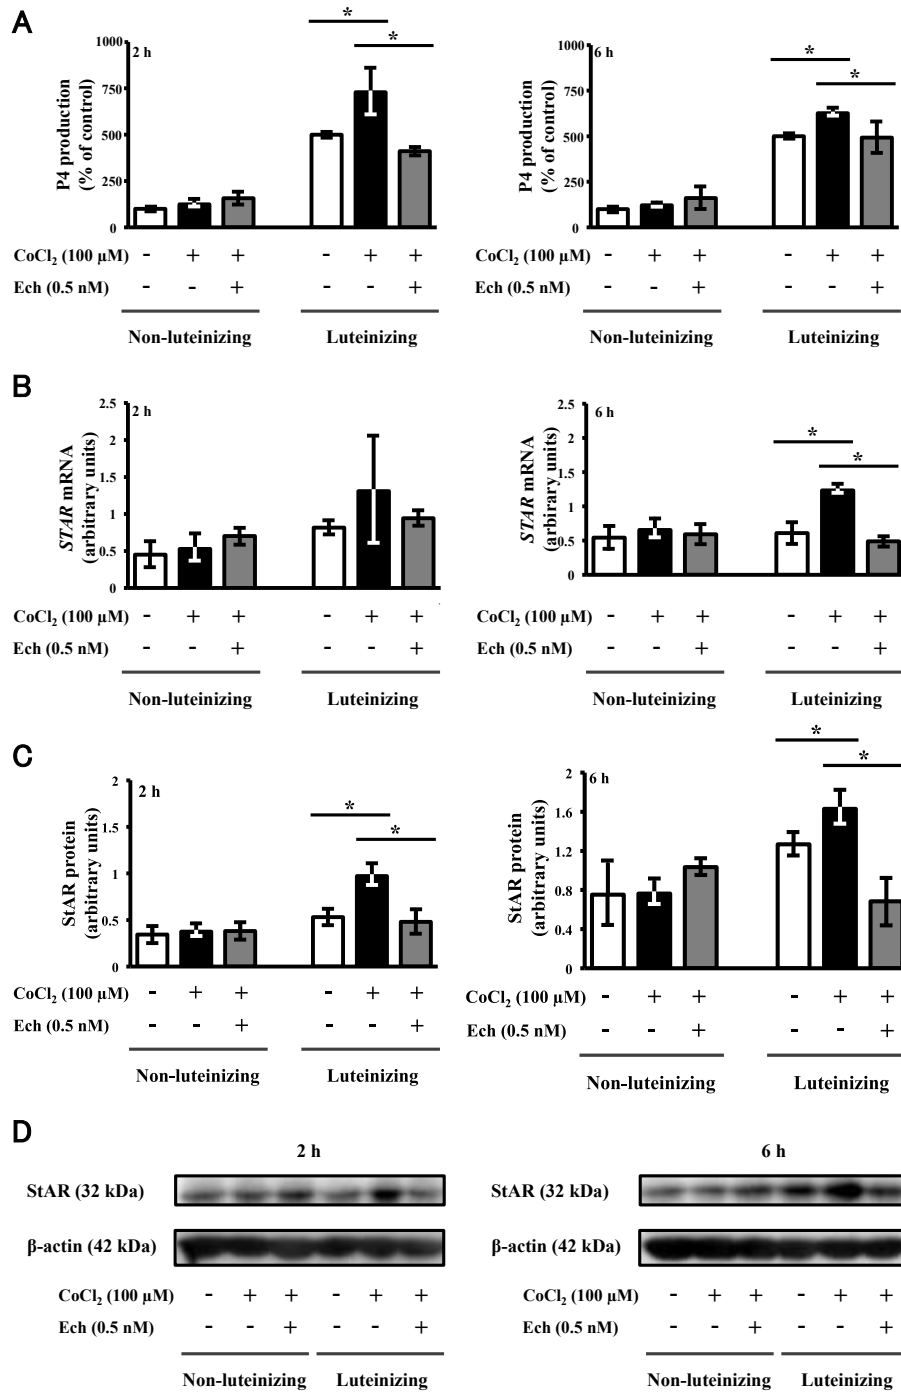 A
*
*
2 h
1000
750
500
250
0
P4 production
(% of control)
CoCl₂ (100 µM) - + + - + +
Ech (0.5 nM) - - + - - +
Non-luteinizing Luteinizing
*
*
6 h
1000
750
500
250
0
P4 production
(% of control)
CoCl₂ (100 µM) - + + - + +
Ech (0.5 nM) - - + - - +
Non-luteinizing Luteinizing
B
2 h
2.5
2
1.5
1
0.5
0
STAR mRNA
(arbitrary units)
CoCl₂ (100 µM) - + + - + +
Ech (0.5 nM) - - + - - +
Non-luteinizing Luteinizing
*
*
6 h
2.5
2
1.5
1
0.5
0
STAR mRNA
(arbirary units)
CoCl₂ (100 µM) - + + - + +
Ech (0.5 nM) - - + - - +
Non-luteinizing Luteinizing
C
2 h
*
*
2
1.5
1
0.5
0
StAR protein
(arbitrary units)
CoCl₂ (100 µM) - + + - + +
Ech (0.5 nM) - - + - - +
Non-luteinizing Luteinizing
*
*
6 h
2
1.6
1.2
0.8
0.4
0
StAR protein
(arbitrary units)
CoCl₂ (100 µM) - + + - + +
Ech (0.5 nM) - - + - - +
Non-luteinizing Luteinizing
D
2 h
StAR (32 kDa)
β-actin (42 kDa)
CoCl₂ (100 µM) - + + - + +
Ech (0.5 nM) - - + - - +
Non-luteinizing Luteinizing
6 h
StAR (32 kDa)
β-actin (42 kDa)
CoCl₂ (100 µM) - + + - + +
Ech (0.5 nM) - - + - - +
Non-luteinizing Luteinizing